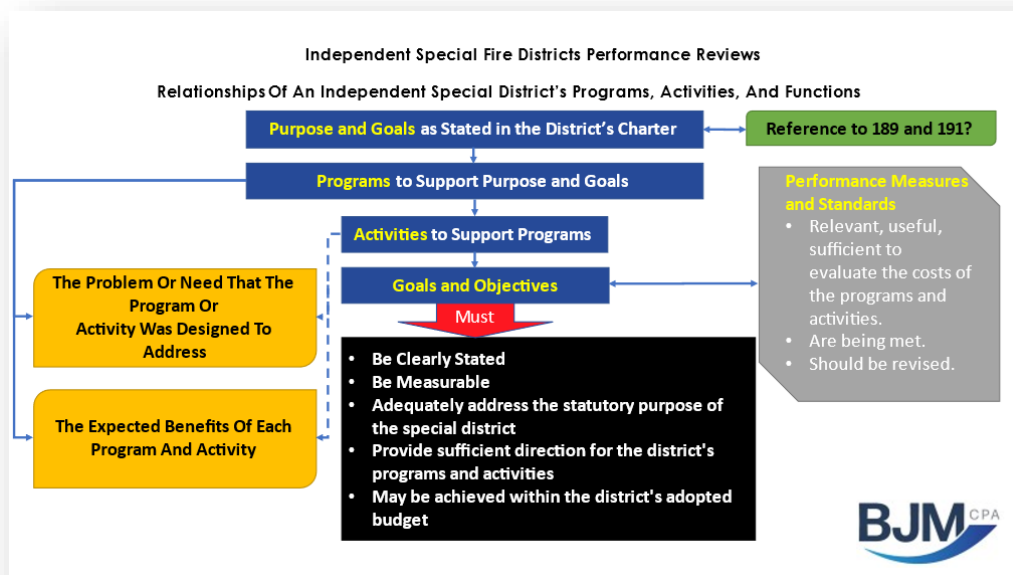 Independent Special Fire Districts Performance Reviews
Relationships Of An Independent Special District's Programs, Activities, And Functions
Purpose and Goals as Stated in the District's Charter
Reference to 189 and 191?
Programs to Support Purpose and Goals
Performance Measures
and Standards
• Relevant, useful,
sufficient to
evaluate the costs of
the programs and
activities.
• Are being met.
• Should be revised.
Activities to Support Programs
Goals and Objectives
The Problem Or Need That The
Program Or
Activity Was Designed To
Address
Must
• Be Clearly Stated
• Be Measurable
• Adequately address the statutory purpose of
the special district
• Provide sufficient direction for the district's
programs and activities
• May be achieved within the district's adopted
budget
The Expected Benefits Of Each
Program And Activity
BJM CPA